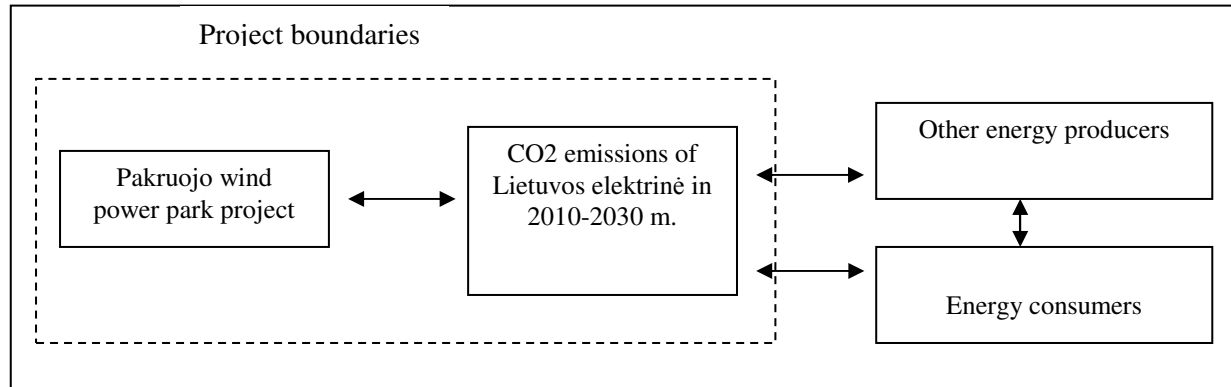 Project boundaries
Pakruojo wind
power park project
CO2 emissions of
Lietuvos elektrinė in
2010-2030 m.
Other energy producers
Energy consumers